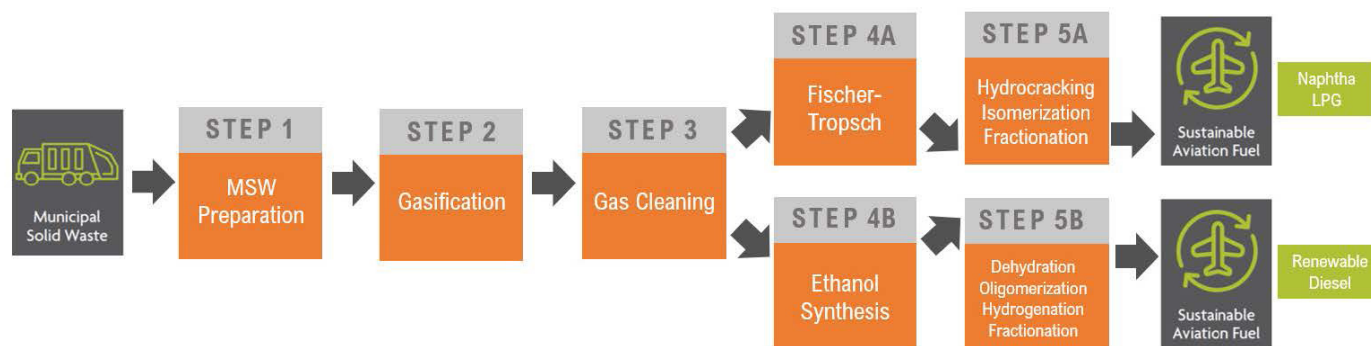 Municipal
Solid Waste
STEP 1
MSW
Preparation
STEP 2
Gasification
STEP 3
Gas Cleaning
STEP 4A
Fischer-
Tropsch
STEP 5A
Hydrocracking
Isomerization
Fractionation
Sustainable
Aviation Fuel
Naphtha
LPG
STEP 4B
Ethanol
Synthesis
STEP 5B
Dehydration
Oligomerization
Hydrogenation
Fractionation
Sustainable
Aviation Fuel
Renewable
Diesel